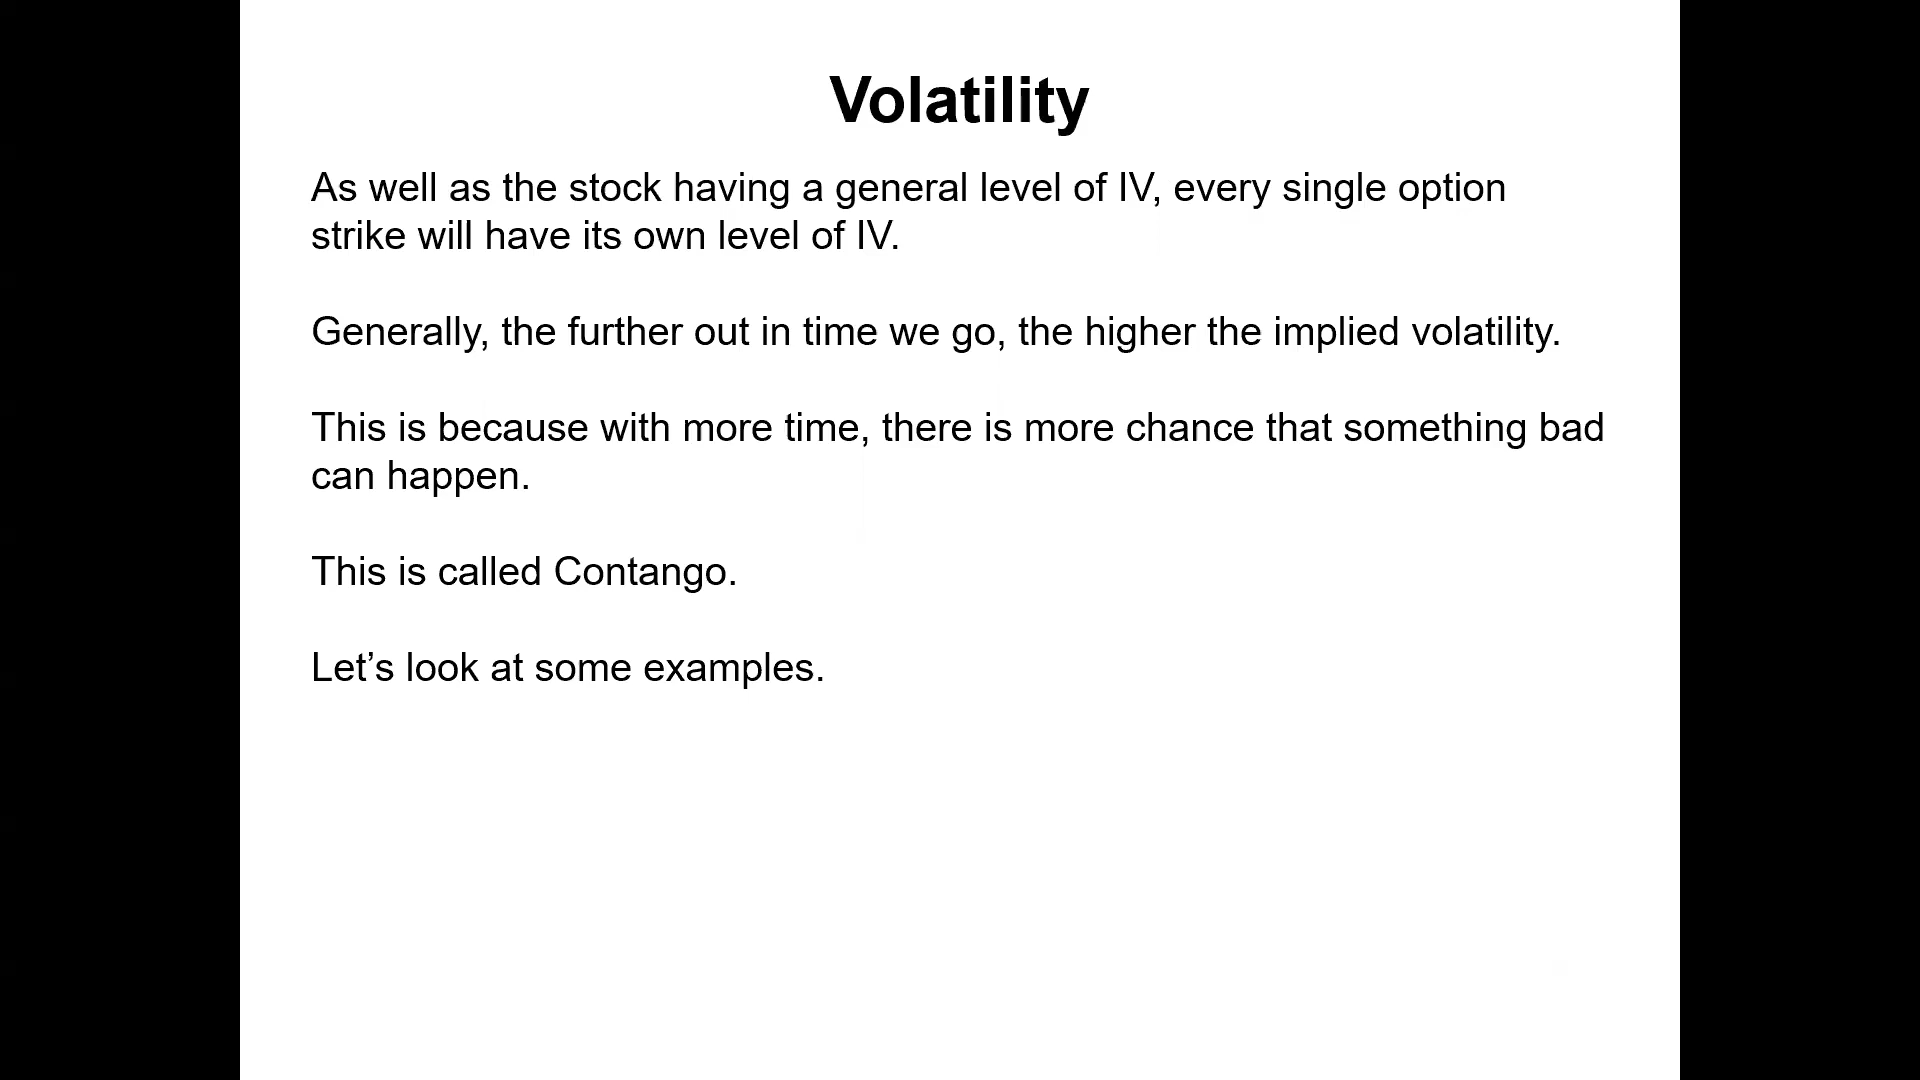 Volatility
As well as the stock having a general level of IV, every single option
strike will have its own level of IV.
Generally, the further out in time we go, the higher the implied volatility.
This is because with more time, there is more chance that something bad
can happen.
This is called Contango.
Let’s look at some examples.